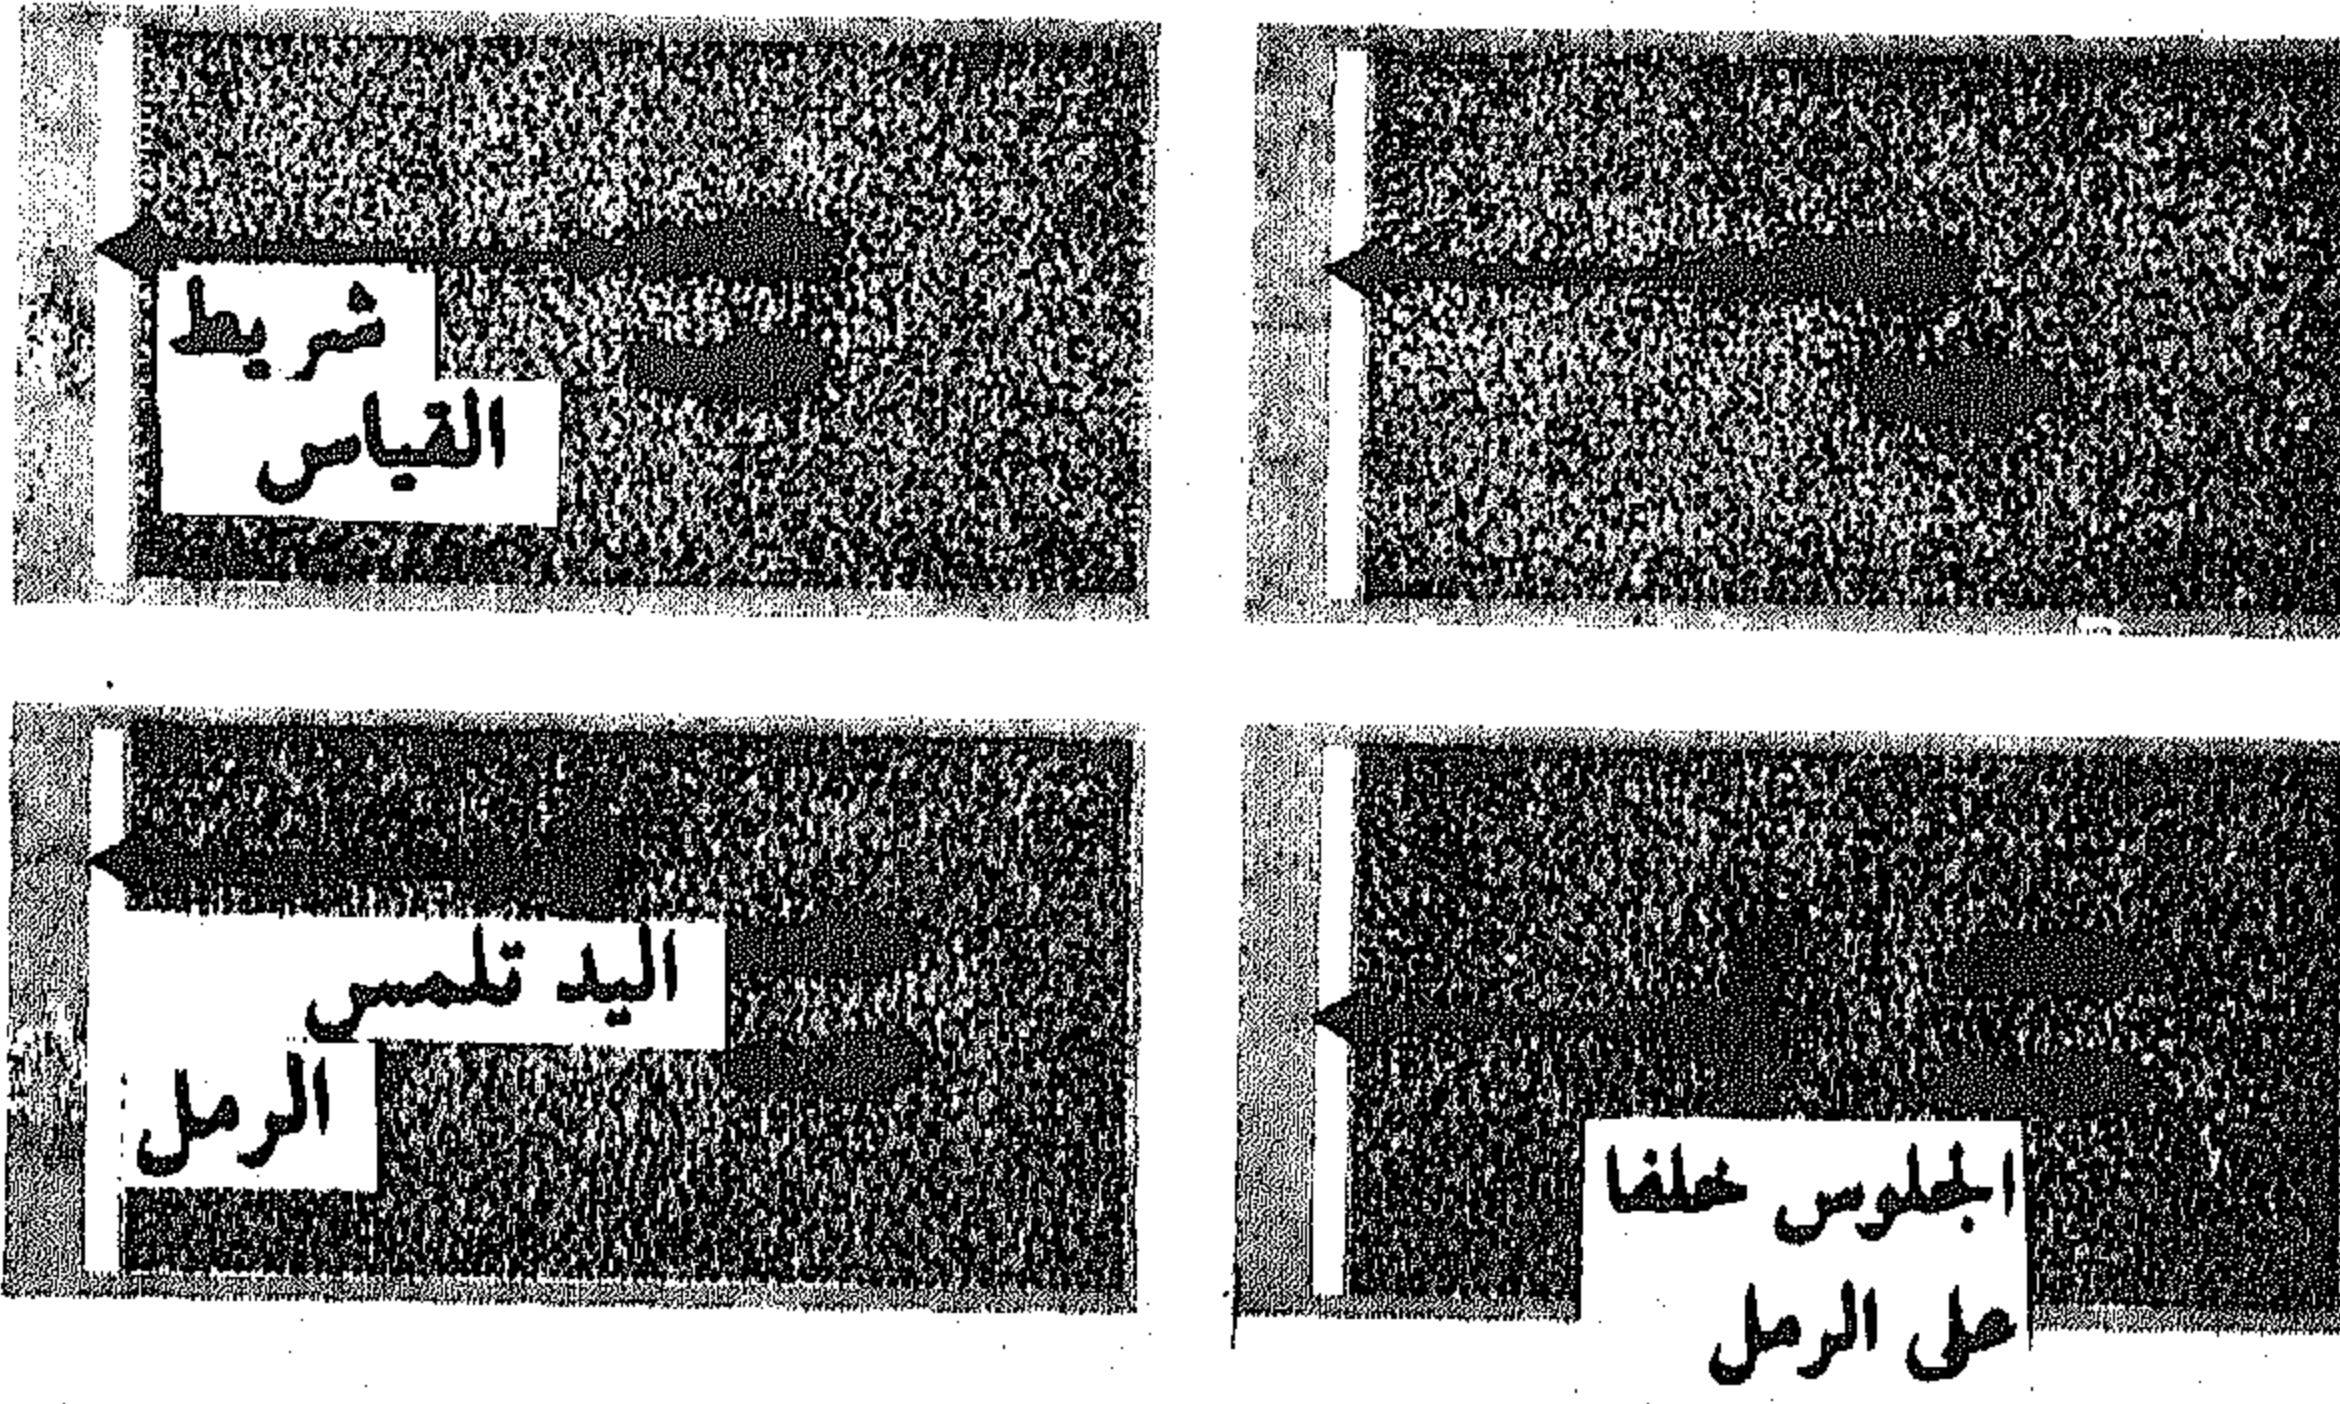 شريط
القياس
اليد تلمس
الرمل
الجلوس خلفا
على الرمل